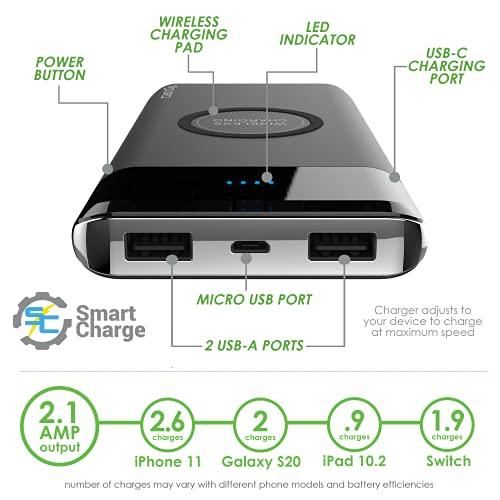 WIRELESS
CHARGING
PAD
LED
INDICATOR
POWER
BUTTON
USB-C
CHARGING
PORT
WIRELESS
CHARGING
MICRO USB PORT
2 USB-A PORTS
SC
Smart
Charge
Charger adjusts to
your device to charge
at maximum speed
2.1
AMP
output
2.6
charges
iPhone 11
2
charges
Galaxy S20
.9
charges
iPad 10.2
1.9
charges
Switch
number of charges may vary with different phone models and battery efficiencies